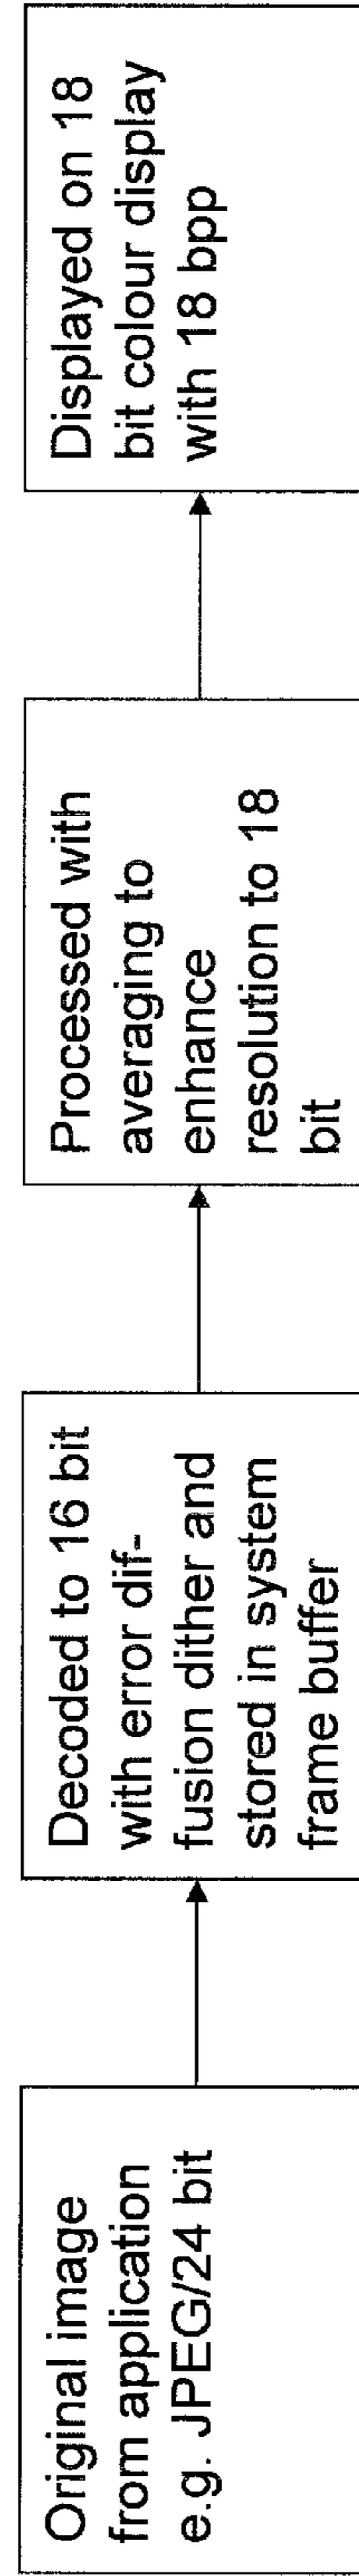 Original image
from application
e.g. JPEG/24 bit
Decoded to 16 bit
with error dif-
fusion dither and
stored in system
frame buffer
Processed with
averaging to
enhance
resolution to 18
bit
Displayed on 18
bit colour display
with 18 bpp